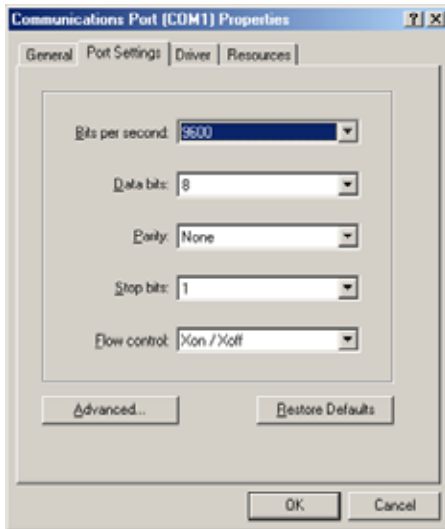 Communications Port (COM1) Properties
General Port Settings Driver Resources
Bits per second: 9600
Data bits: 8
Parity: None
Stop bits: 1
Flow control: Xon / Xoff
Advanced... Restore Defaults
OK Cancel